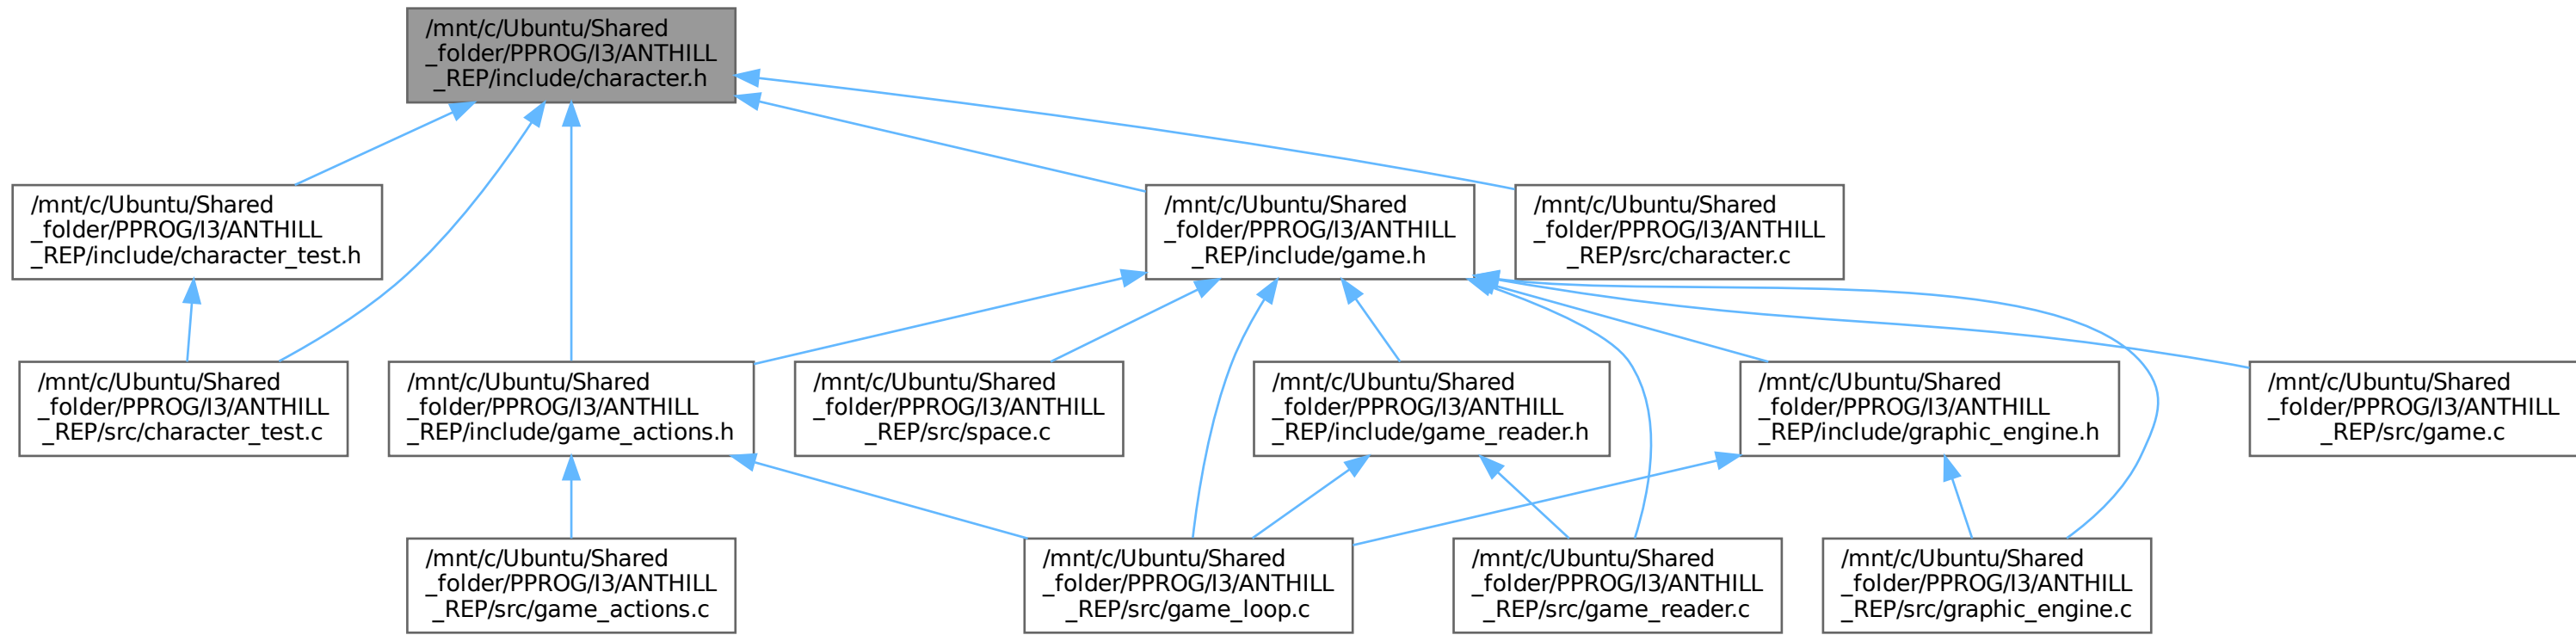 /mnt/c/Ubuntu/Shared
_folder/PPROG/I3/ANTHILL
_REP/include/character.h
/mnt/c/Ubuntu/Shared
_folder/PPROG/I3/ANTHILL
_REP/include/character_test.h
/mnt/c/Ubuntu/Shared
_folder/PPROG/I3/ANTHILL
_REP/include/game.h
/mnt/c/Ubuntu/Shared
_folder/PPROG/I3/ANTHILL
_REP/src/character.c
/mnt/c/Ubuntu/Shared
_folder/PPROG/I3/ANTHILL
_REP/src/character_test.c
/mnt/c/Ubuntu/Shared
_folder/PPROG/I3/ANTHILL
_REP/include/game_actions.h
/mnt/c/Ubuntu/Shared
_folder/PPROG/I3/ANTHILL
_REP/src/space.c
/mnt/c/Ubuntu/Shared
_folder/PPROG/I3/ANTHILL
_REP/include/game_reader.h
/mnt/c/Ubuntu/Shared
_folder/PPROG/I3/ANTHILL
_REP/include/graphic_engine.h
/mnt/c/Ubuntu/Shared
_folder/PPROG/I3/ANTHILL
_REP/src/game.c
/mnt/c/Ubuntu/Shared
_folder/PPROG/I3/ANTHILL
_REP/src/game_actions.c
/mnt/c/Ubuntu/Shared
_folder/PPROG/I3/ANTHILL
_REP/src/game_loop.c
/mnt/c/Ubuntu/Shared
_folder/PPROG/I3/ANTHILL
_REP/src/game_reader.c
/mnt/c/Ubuntu/Shared
_folder/PPROG/I3/ANTHILL
_REP/src/graphic_engine.c